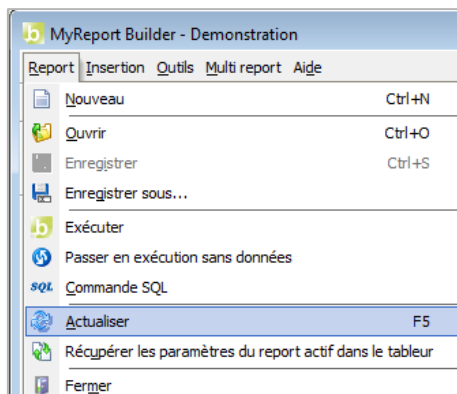 b MyReport Builder - Demonstration
Report Insertion Outils Multi report Aide
Nouveau Ctrl+N
Ouvrir Ctrl+O
Enregistrer Ctrl+S
Enregistrer sous...
b Exécuter
Passer en exécution sans données
SQL Commande SQL
Actualiser F5
Récupérer les paramètres du report actif dans le tableur
Fermer